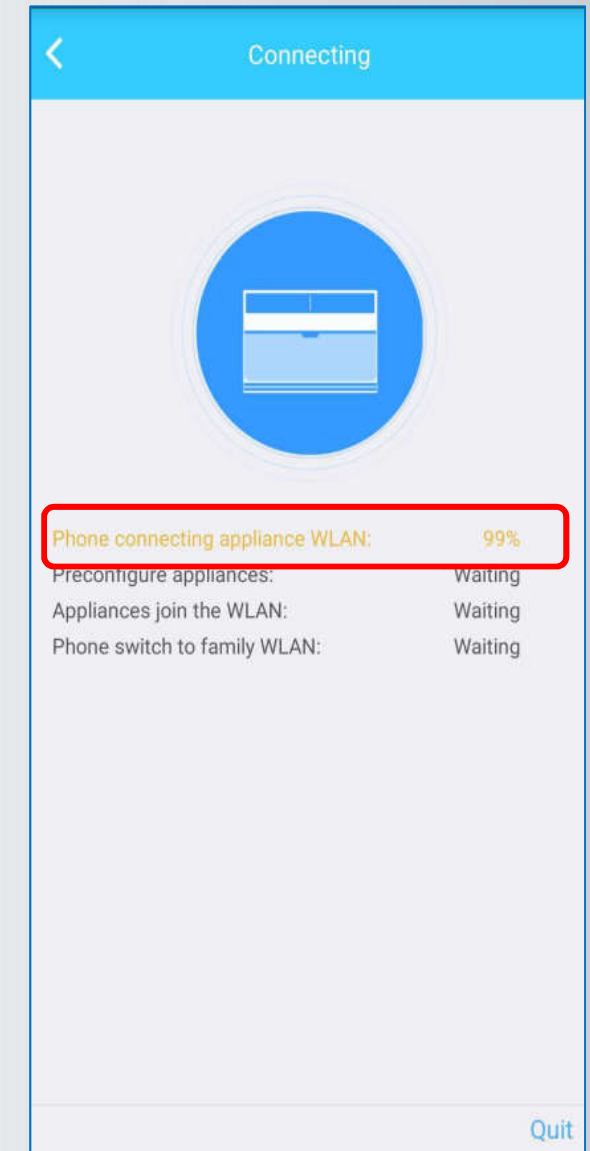 Connecting
Phone connecting appliance WLAN: 99%
Preconfigure appliances: Waiting
Appliances join the WLAN: Waiting
Phone switch to family WLAN: Waiting
Quit